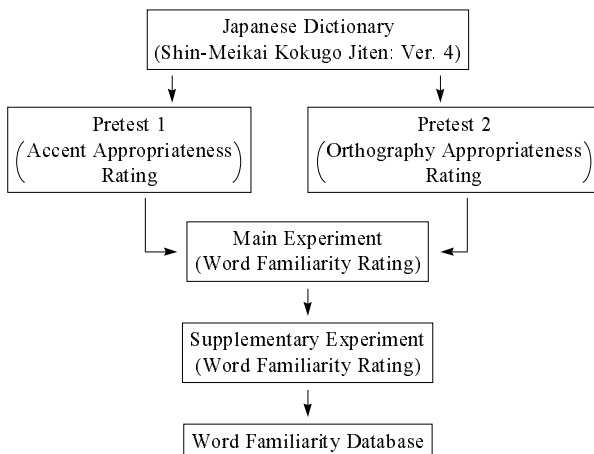 Japanese Dictionary
(Shin-Meikai Kokugo Jiten: Ver. 4)
Pretest 1
(Accent Appropriateness
Rating)
Pretest 2
(Orthography Appropriateness
Rating)
Main Experiment
(Word Familiarity Rating)
Supplementary Experiment
(Word Familiarity Rating)
Word Familiarity Database